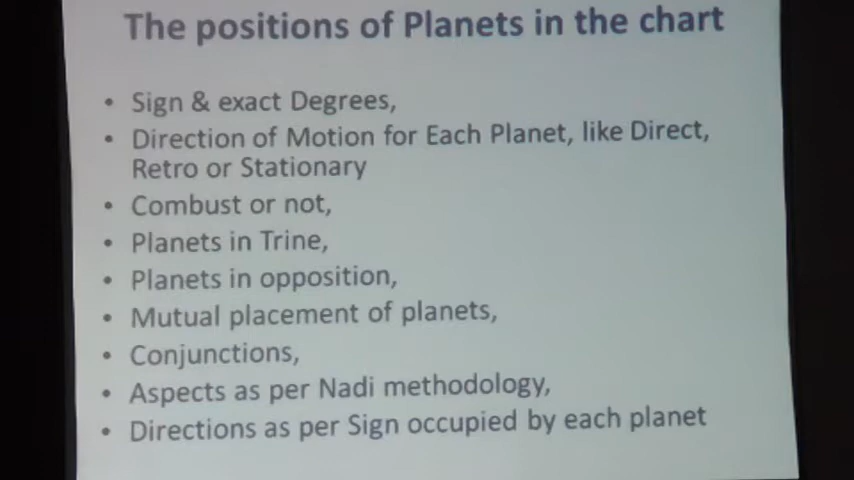 The positions of Planets in the chart
• Sign & exact Degrees,
• Direction of Motion for Each Planet, like Direct,
Retro or Stationary
• Combust or not,
• Planets in Trine,
• Planets in opposition,
• Mutual placement of planets,
• Conjunctions,
• Aspects as per Nadi methodology,
• Directions as per Sign occupied by each planet